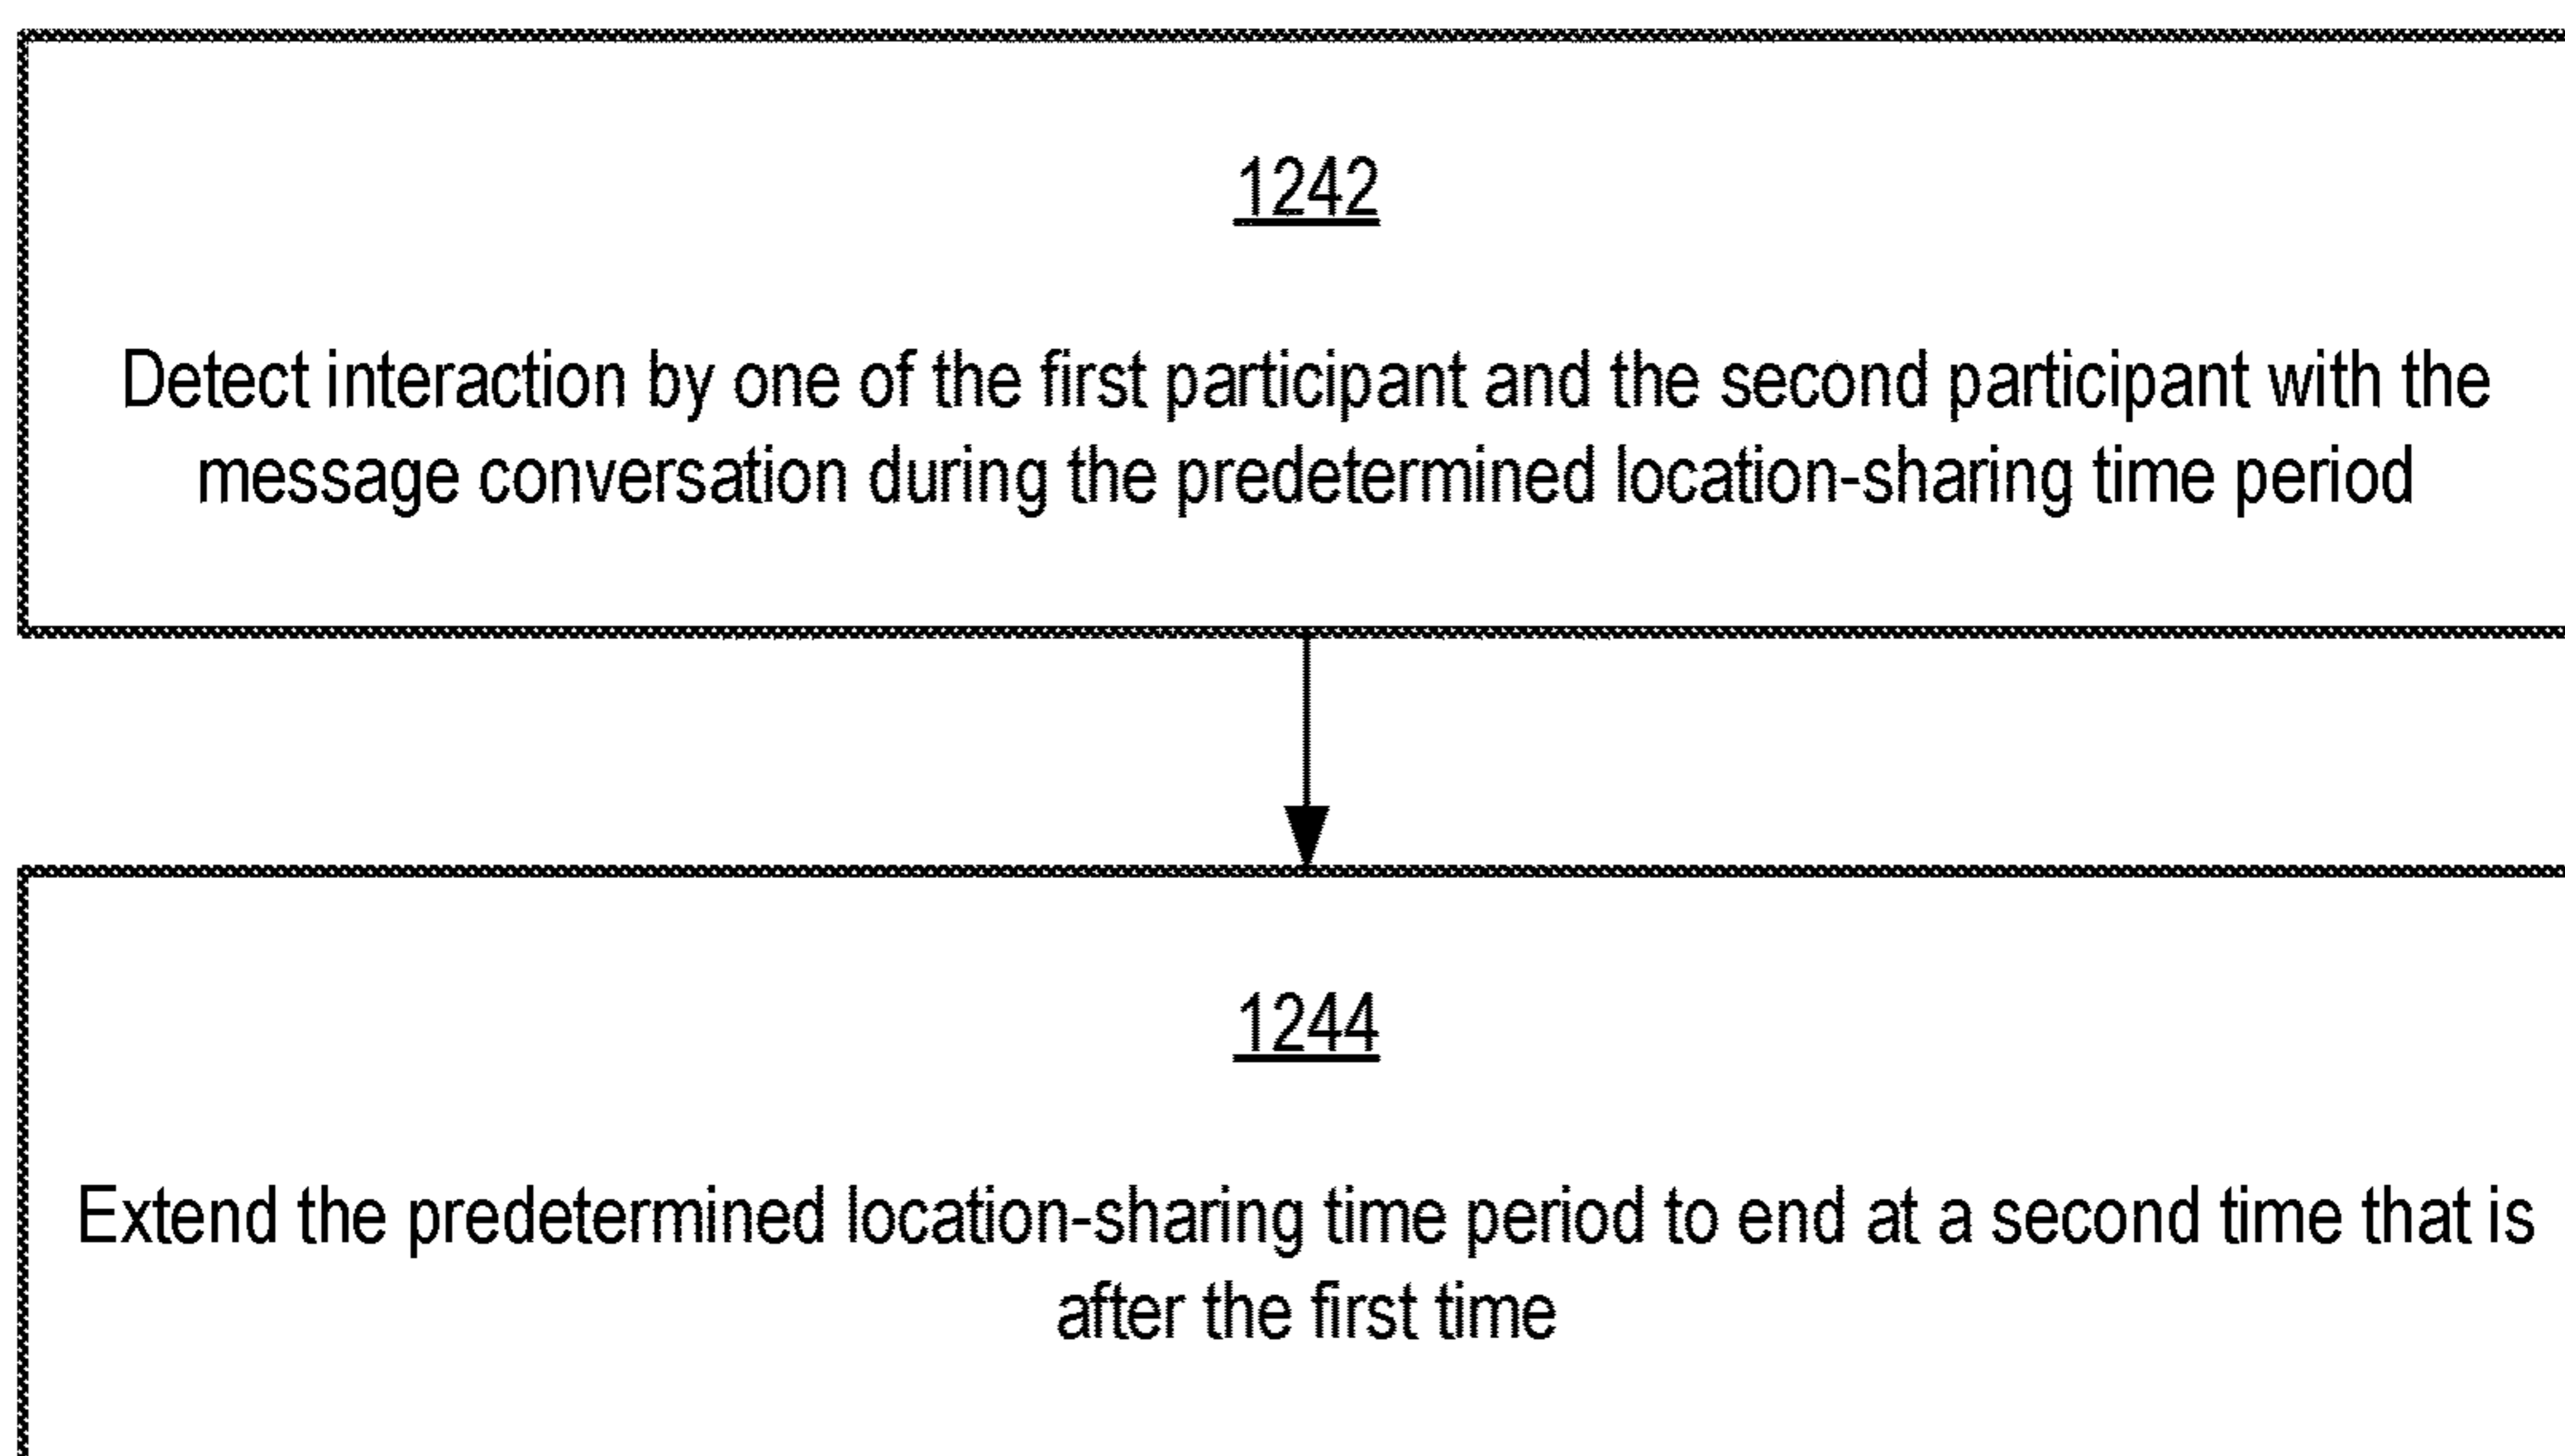 1242
Detect interaction by one of the first participant and the second participant with the
message conversation during the predetermined location-sharing time period
1244
Extend the predetermined location-sharing time period to end at a second time that is
after the first time